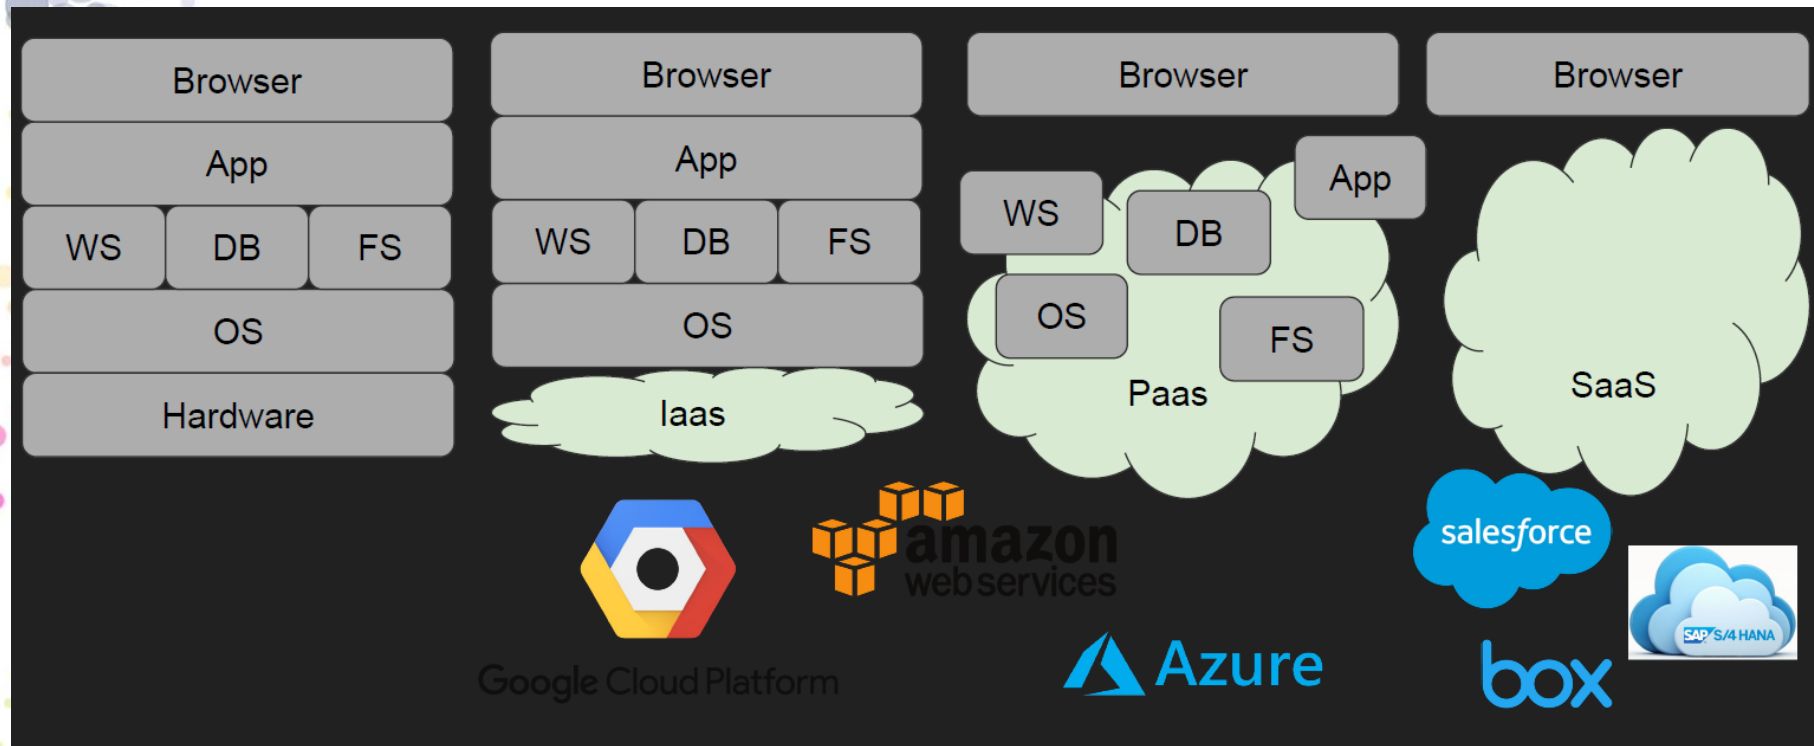 Browser
App
WS DB FS
OS
Hardware
Browser
App
WS DB FS
OS
Iaas
Browser
App
WS
DB
OS
FS
Paas
Browser
SaaS
Google Cloud Platform
amazon
web services
Azure
salesforce
SAP S/4 HANA
box